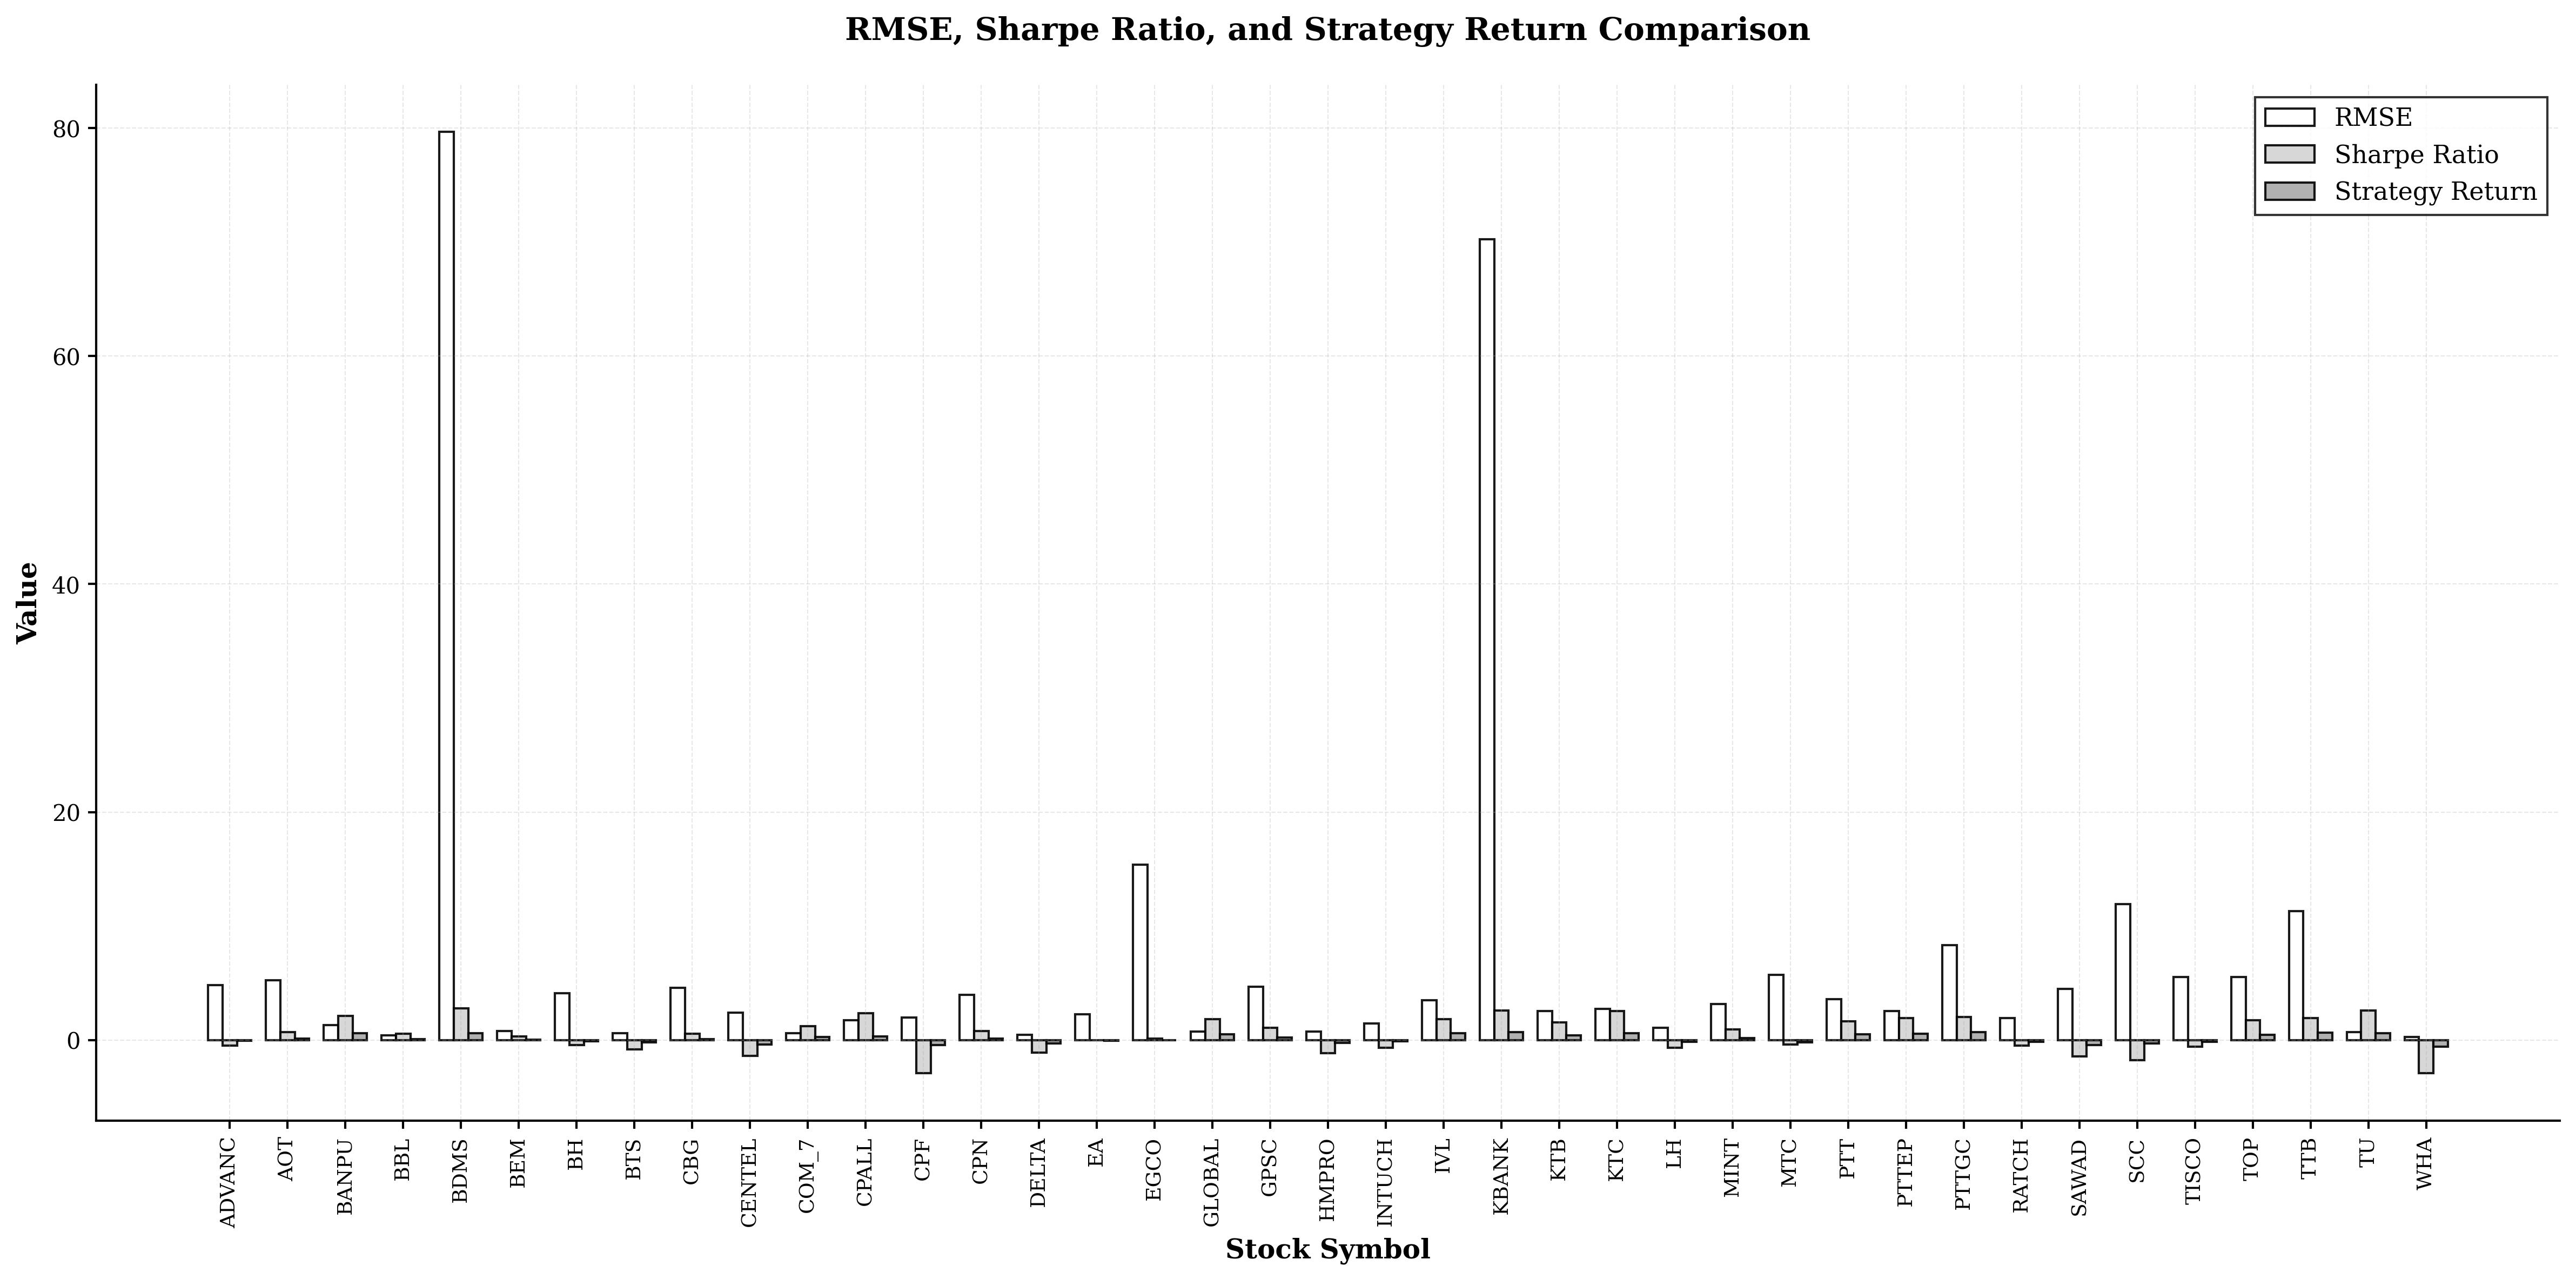 RMSE, Sharpe Ratio, and Strategy Return Comparison
RMSE
Sharpe Ratio
Strategy Return
Value
80
60
40
20
0
ADVANC
AOT
BANPU
BBL
BDMS
BEM
BH
BTS
CBG
CENTEL
COM_7
CPALL
CPF
CPN
DELTA
EA
EGCO
GLOBAL
GPSC
HMPRO
INTUCH
IVL
KBANK
KTB
KTC
LH
MINT
MTC
PTT
PTTEP
PTTGC
RATCH
SAWAD
SCC
TISCO
TOP
TTB
TU
WHA
Stock Symbol